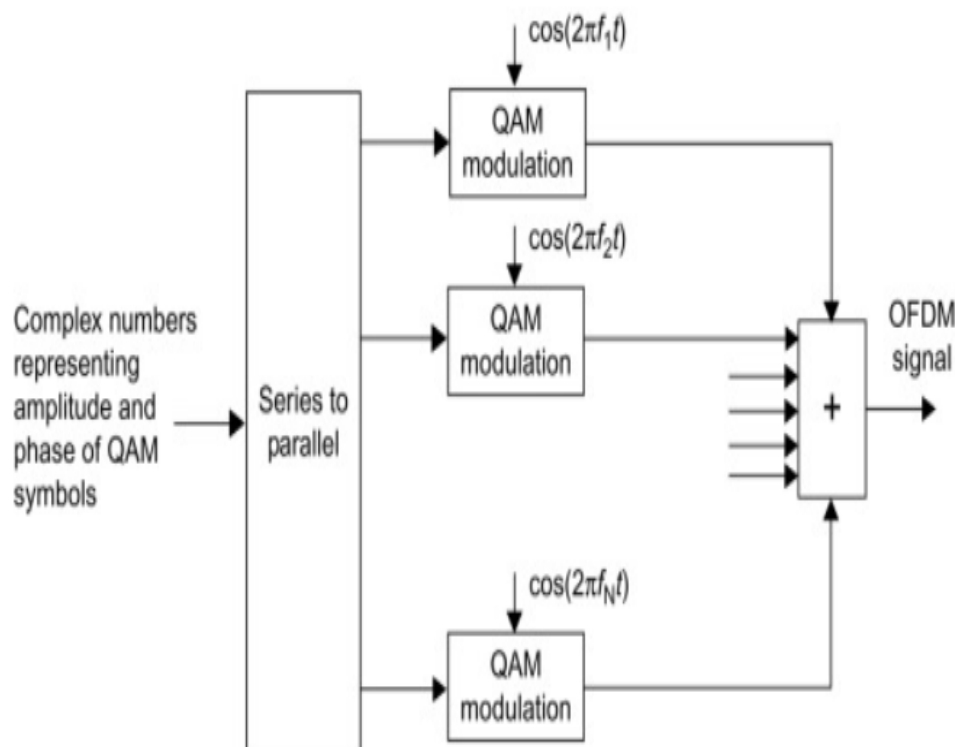 cos(2πf₁t)
QAM
modulation
cos(2πf₂t)
QAM
modulation
Complex numbers
representing
amplitude and
phase of QAM
symbols
Series to
parallel
+
OFDM
signal
cos(2πf_Nt)
QAM
modulation